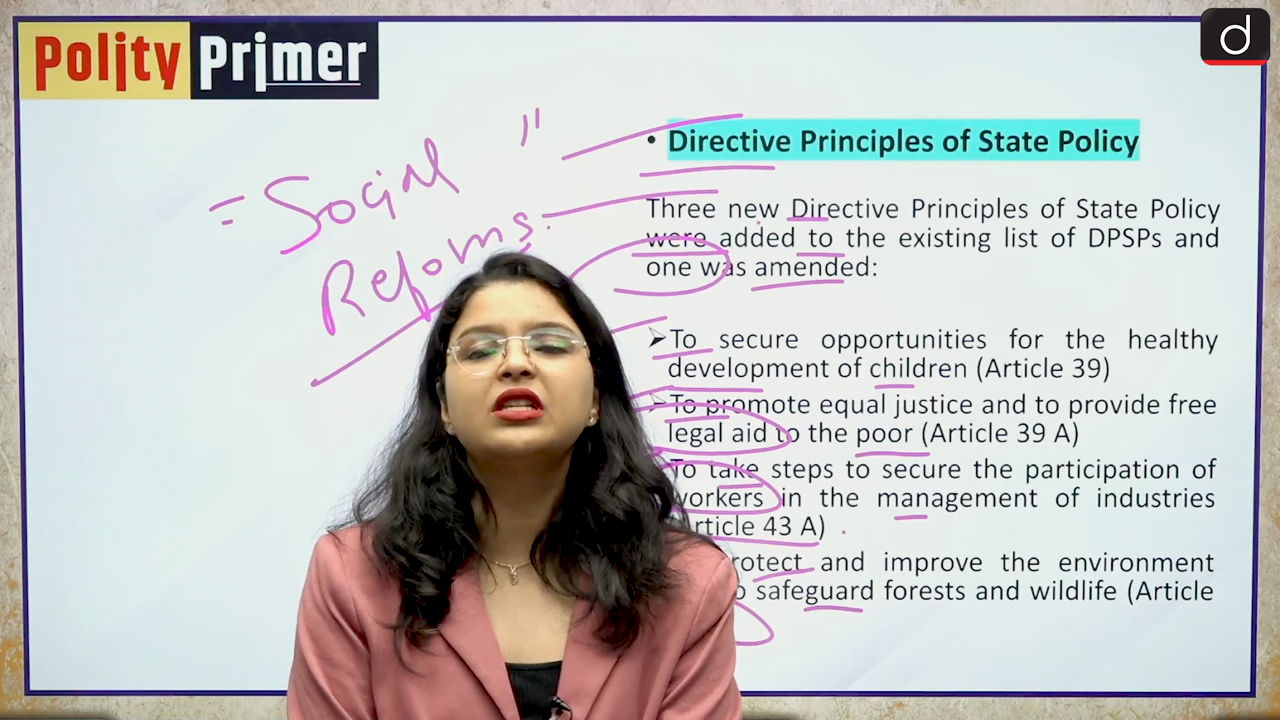 Polity Primer
d
= Social "
Reforms.
• Directive Principles of State Policy
Three new Directive Principles of State Policy
were added to the existing list of DPSPs and
one was amended:
➢ To secure opportunities for the healthy
development of children (Article 39)
➢ To promote equal justice and to provide free
legal aid to the poor (Article 39 A)
To take steps to secure the participation of
workers in the management of industries
Article 43 A)
protect and improve the environment
safeguard forests and wildlife (Article